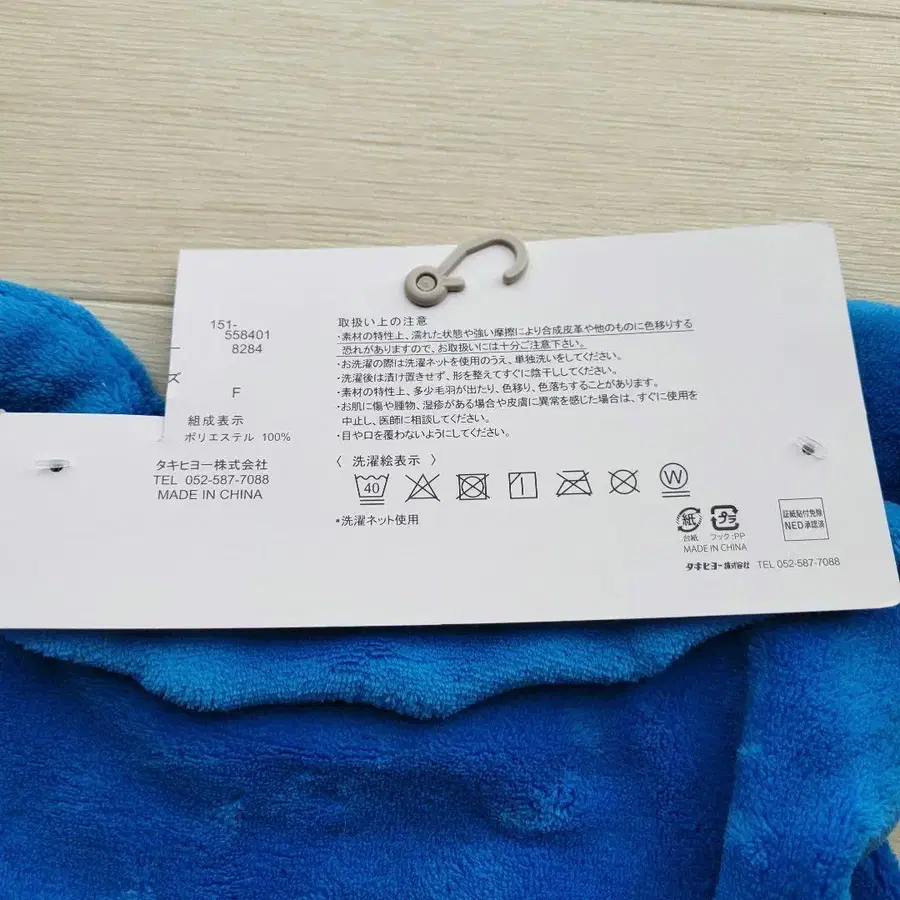 151-
558401
8284
ズ
F
組成表示
ポリエステル 100%
タキヒヨー株式会社
TEL 052-587-7088
MADE IN CHINA
取扱い上の注意
・素材の特性上、濡れた状態や強い摩擦により合成皮革や他のものに色移りする
恐れがありますので、お取扱いには十分ご注意下さい。
・お洗濯の際は洗濯ネットを使用のうえ、単独洗いをしてください。
・洗濯後は漬け置きせず、形を整えてすぐに陰干ししてください。
・素材の特性上、多少毛羽が出たり、色移り、色落ちすることがあります。
・お肌に傷や腫物、湿疹がある場合や皮膚に異常を感じた場合は、すぐに使用を
中止し、医師に相談してください。
・目や口を覆わないようにしてください。
〈 洗濯絵表示 〉
40
W
・洗濯ネット使用
紙
プラ
台紙 フック:PP
MADE IN CHINA
証紙貼付免除
NED承認済
タキヒヨー株式会社 TEL 052-587-7088